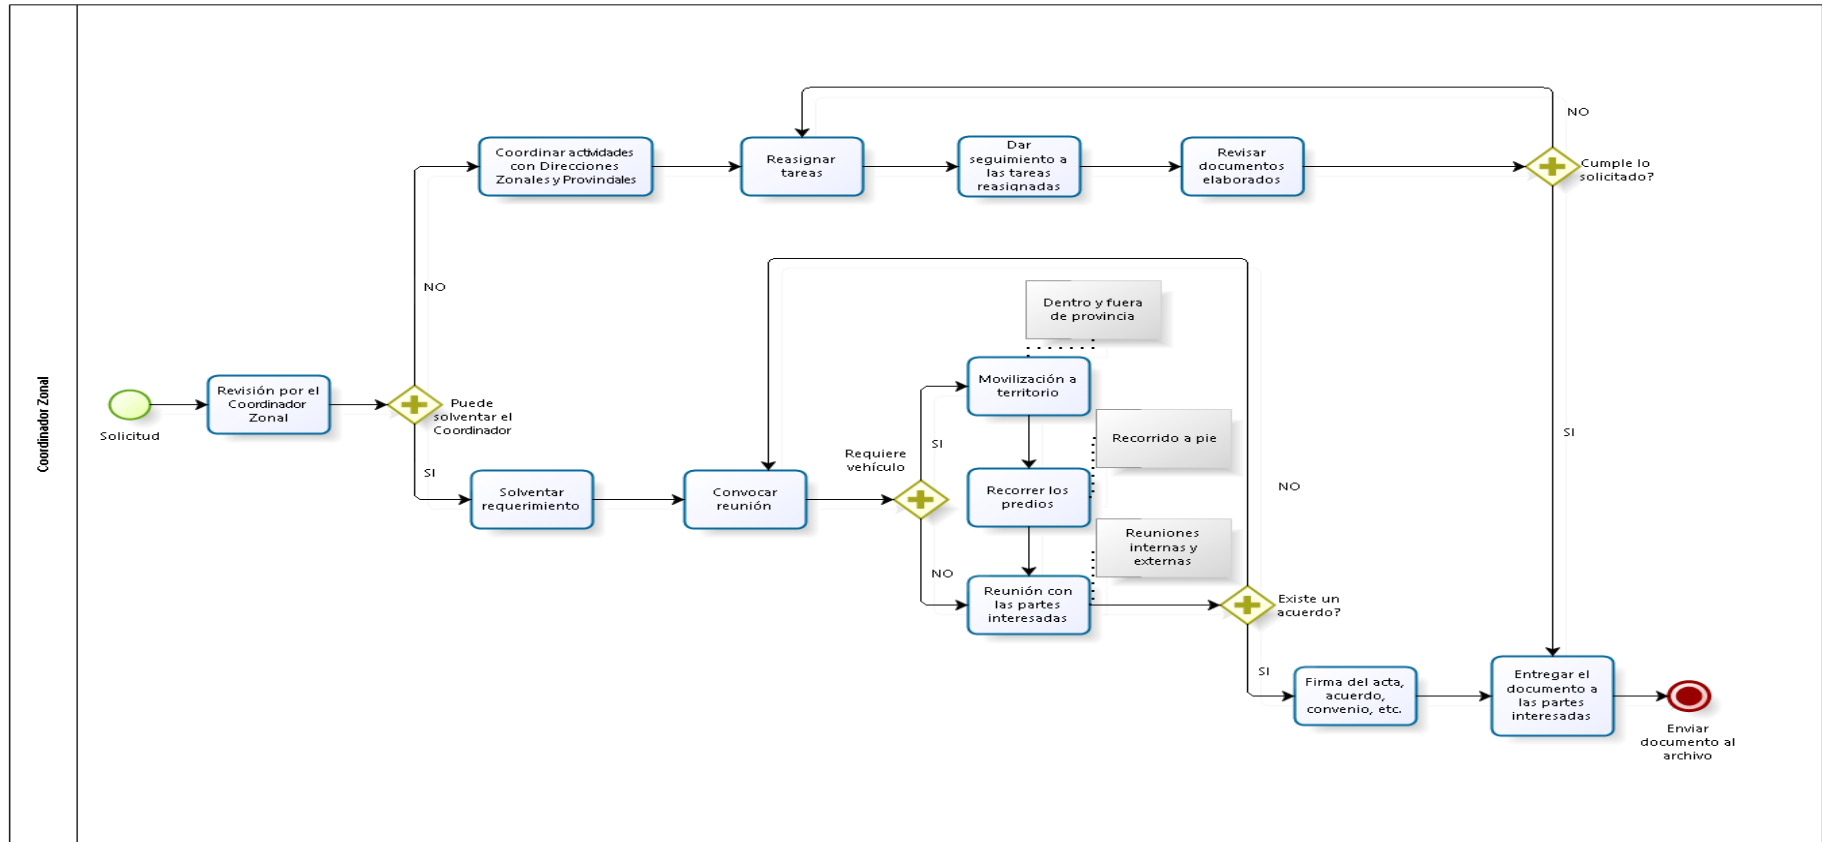 Coordinador Zonal
Solicitud
Revisión por el
Coordinador
Zonal
Puede
solventar el
Coordinador
NO
SI
Coordinar actividades
con Direcciones
Zonales y Provinciales
Reasignar
tareas
Dar
seguimiento a
las tareas
reasignadas
Revisar
documentos
elaborados
NO
Cumple lo
solicitado?
SI
Solventar
requerimiento
Convocar
reunión
Requiere
vehículo
SI
NO
Dentro y fuera
de provincia
Movilización a
territorio
Recorrido a pie
Recorrer los
predios
Reuniones
internas y
externas
Reunión con
las partes
interesadas
NO
Existe un
acuerdo?
SI
Firma del acta,
acuerdo,
convenio, etc.
Entregar el
documento a
las partes
interesadas
Enviar
documento al
archivo